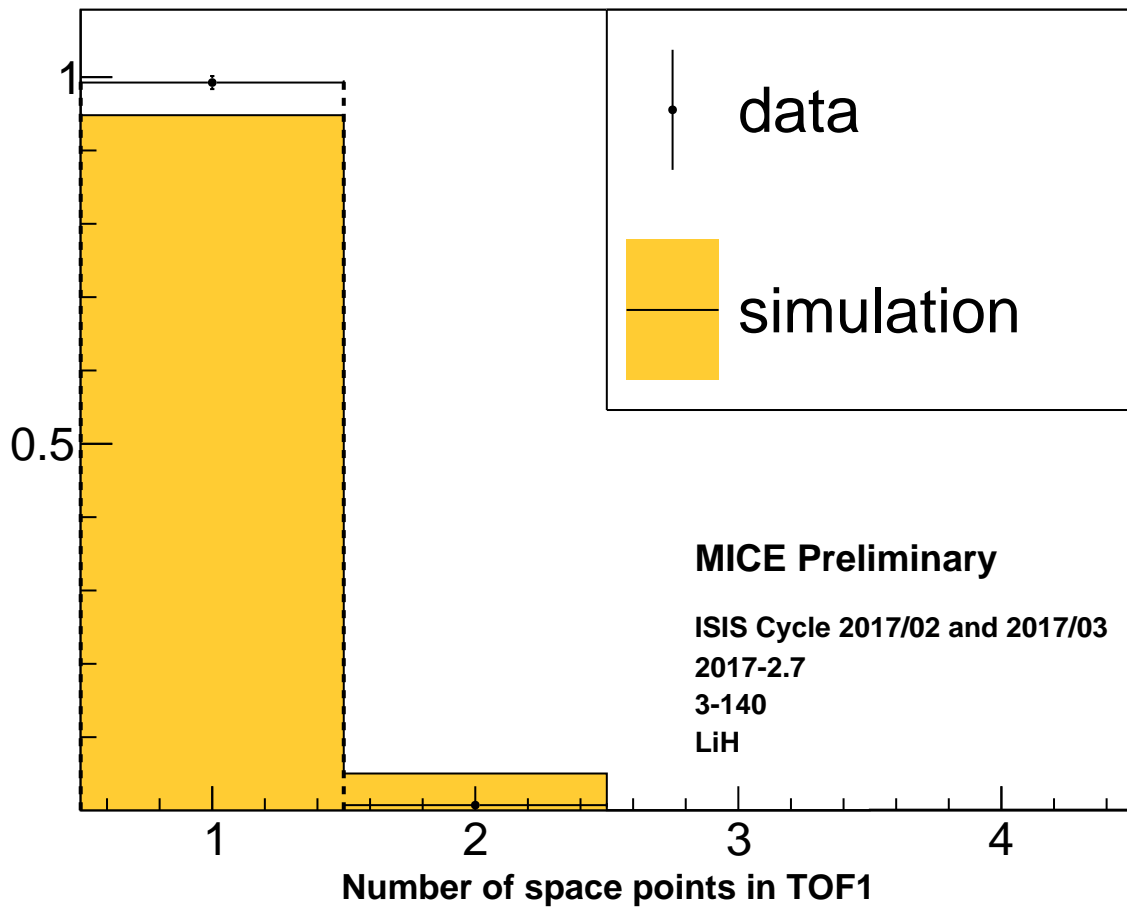 1
data
simulation
0.5
MICE Preliminary
ISIS Cycle 2017/02 and 2017/03
2017-2.7
3-140
LiH
1 2 3 4
Number of space points in TOF1